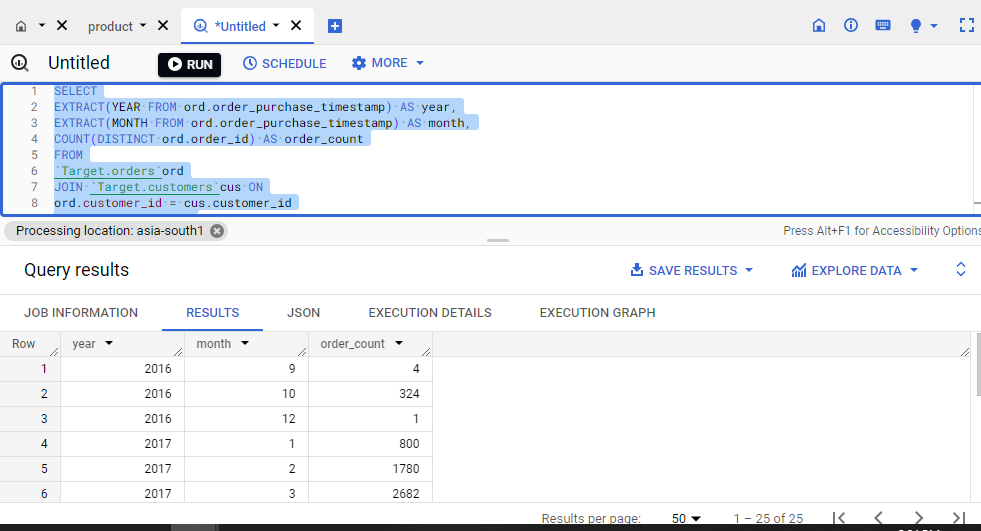 product
*Untitled
Untitled
RUN
SCHEDULE
MORE
1 SELECT
2 EXTRACT(YEAR FROM ord.order_purchase_timestamp) AS year,
3 EXTRACT(MONTH FROM ord.order_purchase_timestamp) AS month,
4 COUNT(DISTINCT ord.order_id) AS order_count
5 FROM
6 `Target.orders`ord
7 JOIN `Target.customers`cus ON
8 ord.customer_id = cus.customer_id
Processing location: asia-south1
Press Alt+F1 for Accessibility Options
Query results
SAVE RESULTS
EXPLORE DATA
JOB INFORMATION RESULTS JSON EXECUTION DETAILS EXECUTION GRAPH
Row year month order_count
1 2016 9 4
2 2016 10 324
3 2016 12 1
4 2017 1 800
5 2017 2 1780
6 2017 3 2682
Results per page: 50 1 – 25 of 25